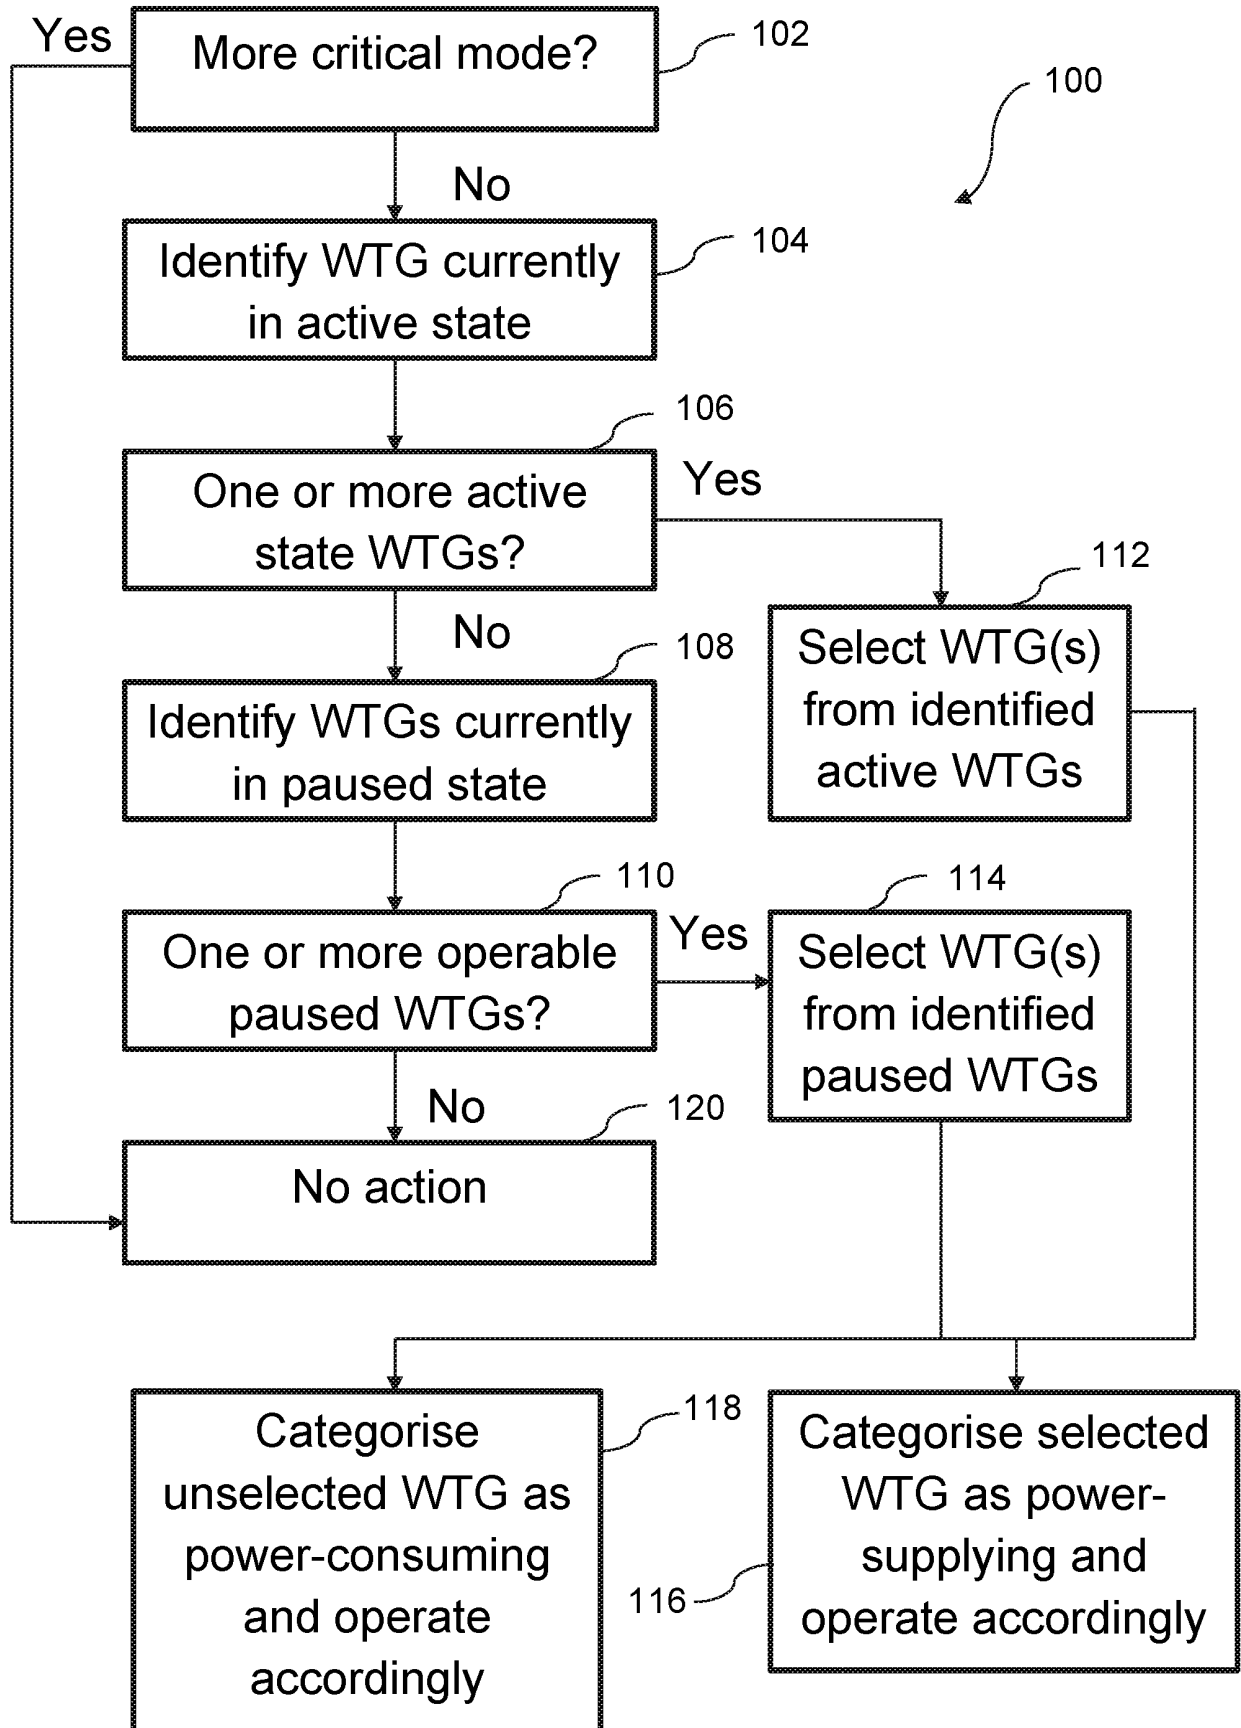 Yes
More critical mode?
102
100
No
Identify WTG currently
in active state
104
106
One or more active
state WTGs?
Yes
112
No
108
Select WTG(s)
from identified
active WTGs
Identify WTGs currently
in paused state
110
114
One or more operable
paused WTGs?
Yes
Select WTG(s)
from identified
paused WTGs
No
120
No action
118
Categorise
unselected WTG as
power-consuming
and operate
accordingly
Categorise selected
WTG as power-
supplying and
operate accordingly
116